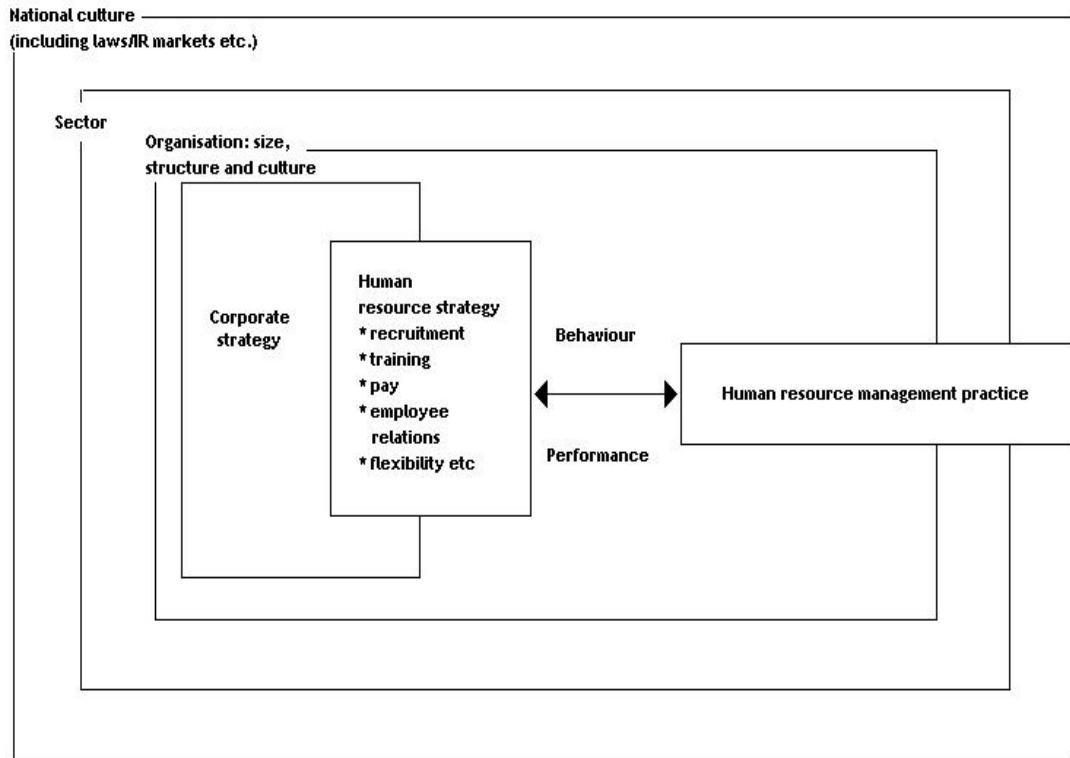 National culture
(including laws/IR markets etc.)
Sector
Organisation: size,
structure and culture
Corporate
strategy
Human
resource strategy
* recruitment
* training
* pay
* employee
relations
* flexibility etc
Behaviour
Performance
Human resource management practice